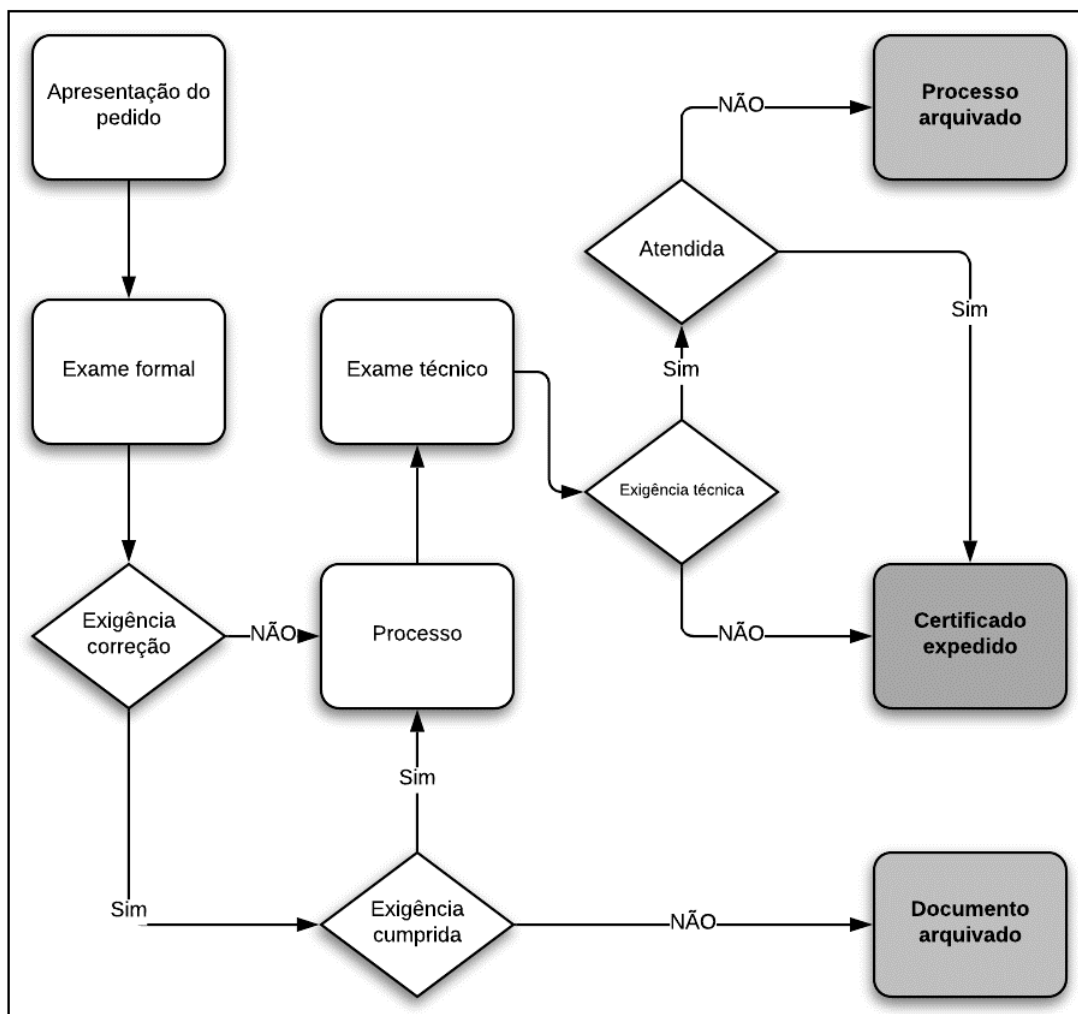 Apresentação do
pedido
NÃO
Processo
arquivado
Atendida
Sim
Exame formal
Exame técnico
Sim
Exigência técnica
Exigência
correção
NÃO
Processo
NÃO
Certificado
expedido
Sim
Sim
Exigência
cumprida
NÃO
Documento
arquivado